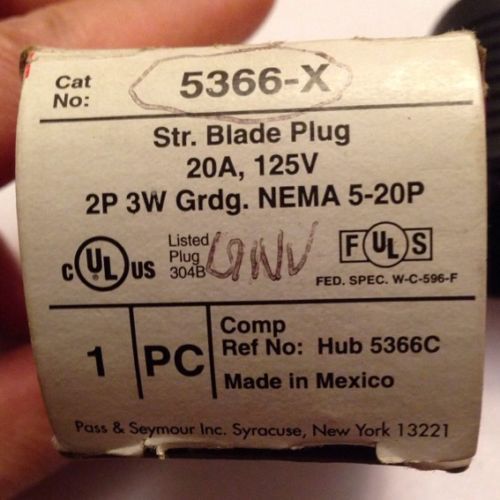 Cat No: 5366-X
Str. Blade Plug
20A, 125V
2P 3W Grdg. NEMA 5-20P
C UL US Listed Plug 304B
F UL S
FED. SPEC. W-C-596-F
1 PC
Comp
Ref No: Hub 5366C
Made in Mexico
Pass & Seymour Inc. Syracuse, New York 13221